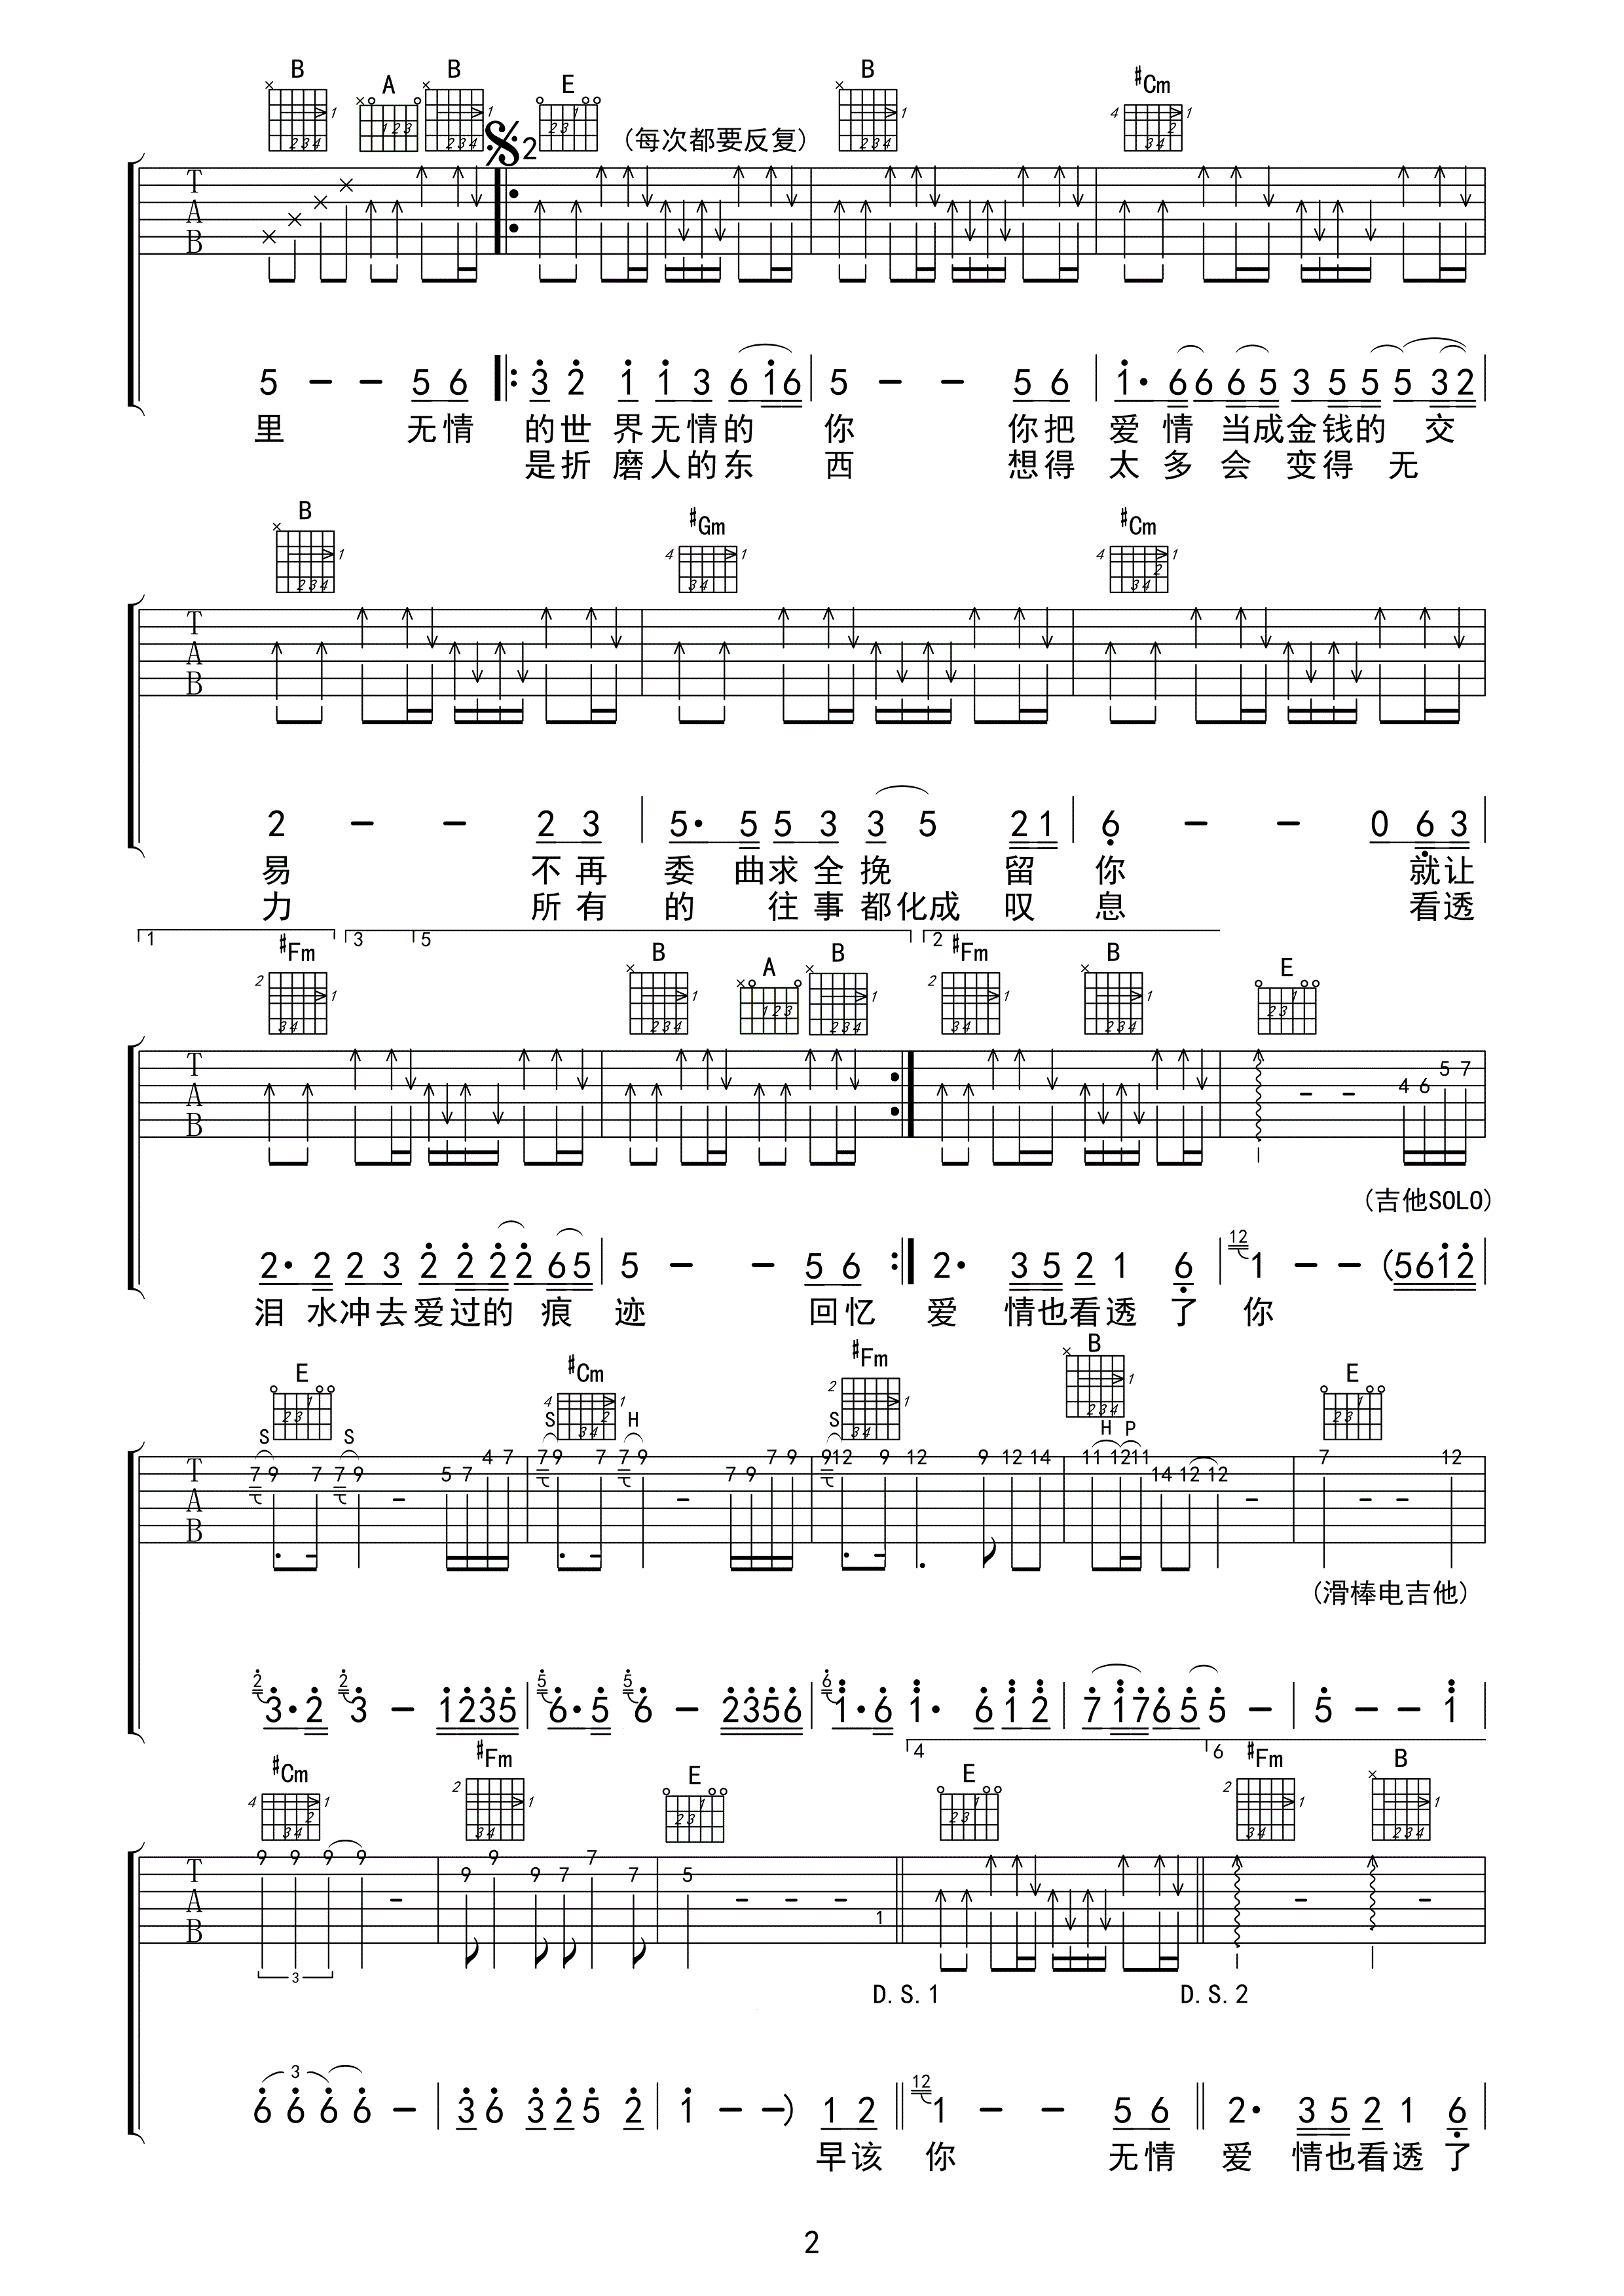 B A B E B #Cm
2 (每次都要反复)
5 - - 5 6 3 2 1 1 3 6 1 6 5 - - 5 6 1· 6 6 6 5 3 5 5 5 3 2
里 无情 的世 界无情的 你 你把 爱 情 当成金钱的 交
是折 磨人的东 西 想得 太 多 会 变得 无
B #Gm #Cm
2 - - 2 3 5· 5 5 3 3 5 2 1 6 - - 0 6 3
易 不再 委 曲求全挽 留 你 就让
力 所有 的 往事都化成 叹 息 看透
1 3 5 2
#Fm B A B #Fm B E
4 6 5 7
(吉他SOLO)
2· 2 2 3 2 2 2 2 6 5 5 - - 5 6 2· 3 5 2 1 6 12 1 - - (5 6 1 2
泪 水冲去爱过的 痕 迹 回忆 爱 情也看透 了 你
E #Cm #Fm B E
S S S H S H P
7 9 7 7 9 5 7 4 7 7 9 7 7 9 7 9 7 9 9 12 9 12 9 12 14 11 12 11 14 12 12 7 12
(滑棒电吉他)
2 3· 2 2 3 - 1 2 3 5 5 6· 5 5 6 - 2 3 5 6 6 1· 6 1· 6 1 2 7 1 7 6 5 5 - 5 - - 1
4 6
#Cm #Fm E E #Fm B
9 9 9 9 9 9 9 7 7 7 5 1
3
D.S.1 D.S.2
3
6 6 6 6 - 3 6 3 2 5 2 1 - -) 1 2 12 1 - - 5 6 2· 3 5 2 1 6
早该 你 无情 爱 情也看透 了
2